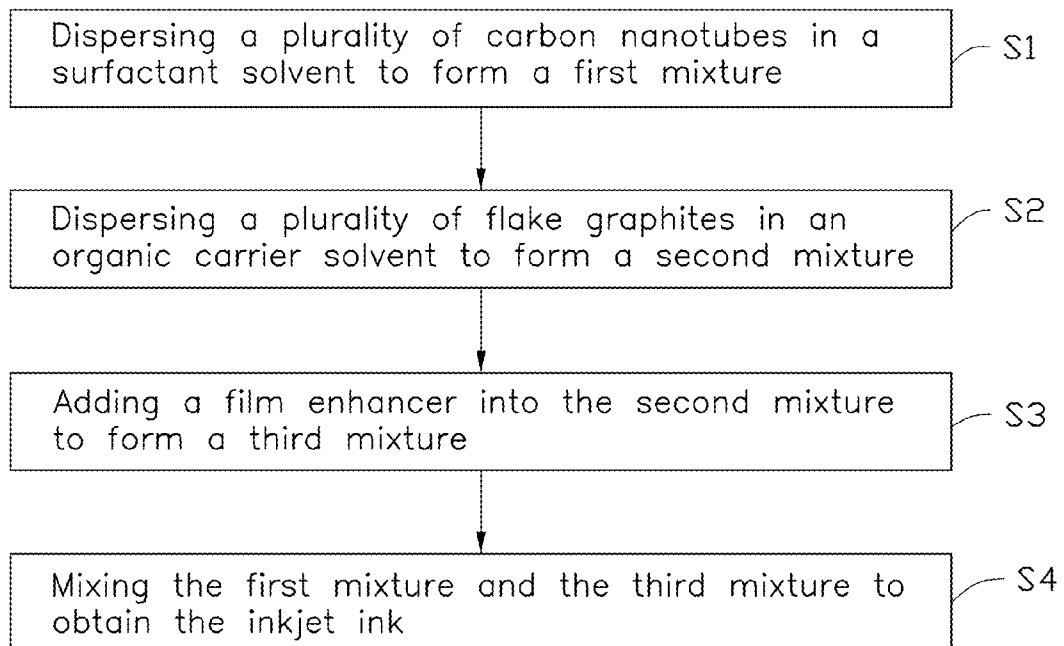 Dispersing a plurality of carbon nanotubes in a
surfactant solvent to form a first mixture
S1
Dispersing a plurality of flake graphites in an
organic carrier solvent to form a second mixture
S2
Adding a film enhancer into the second mixture
to form a third mixture
S3
Mixing the first mixture and the third mixture to
obtain the inkjet ink
S4